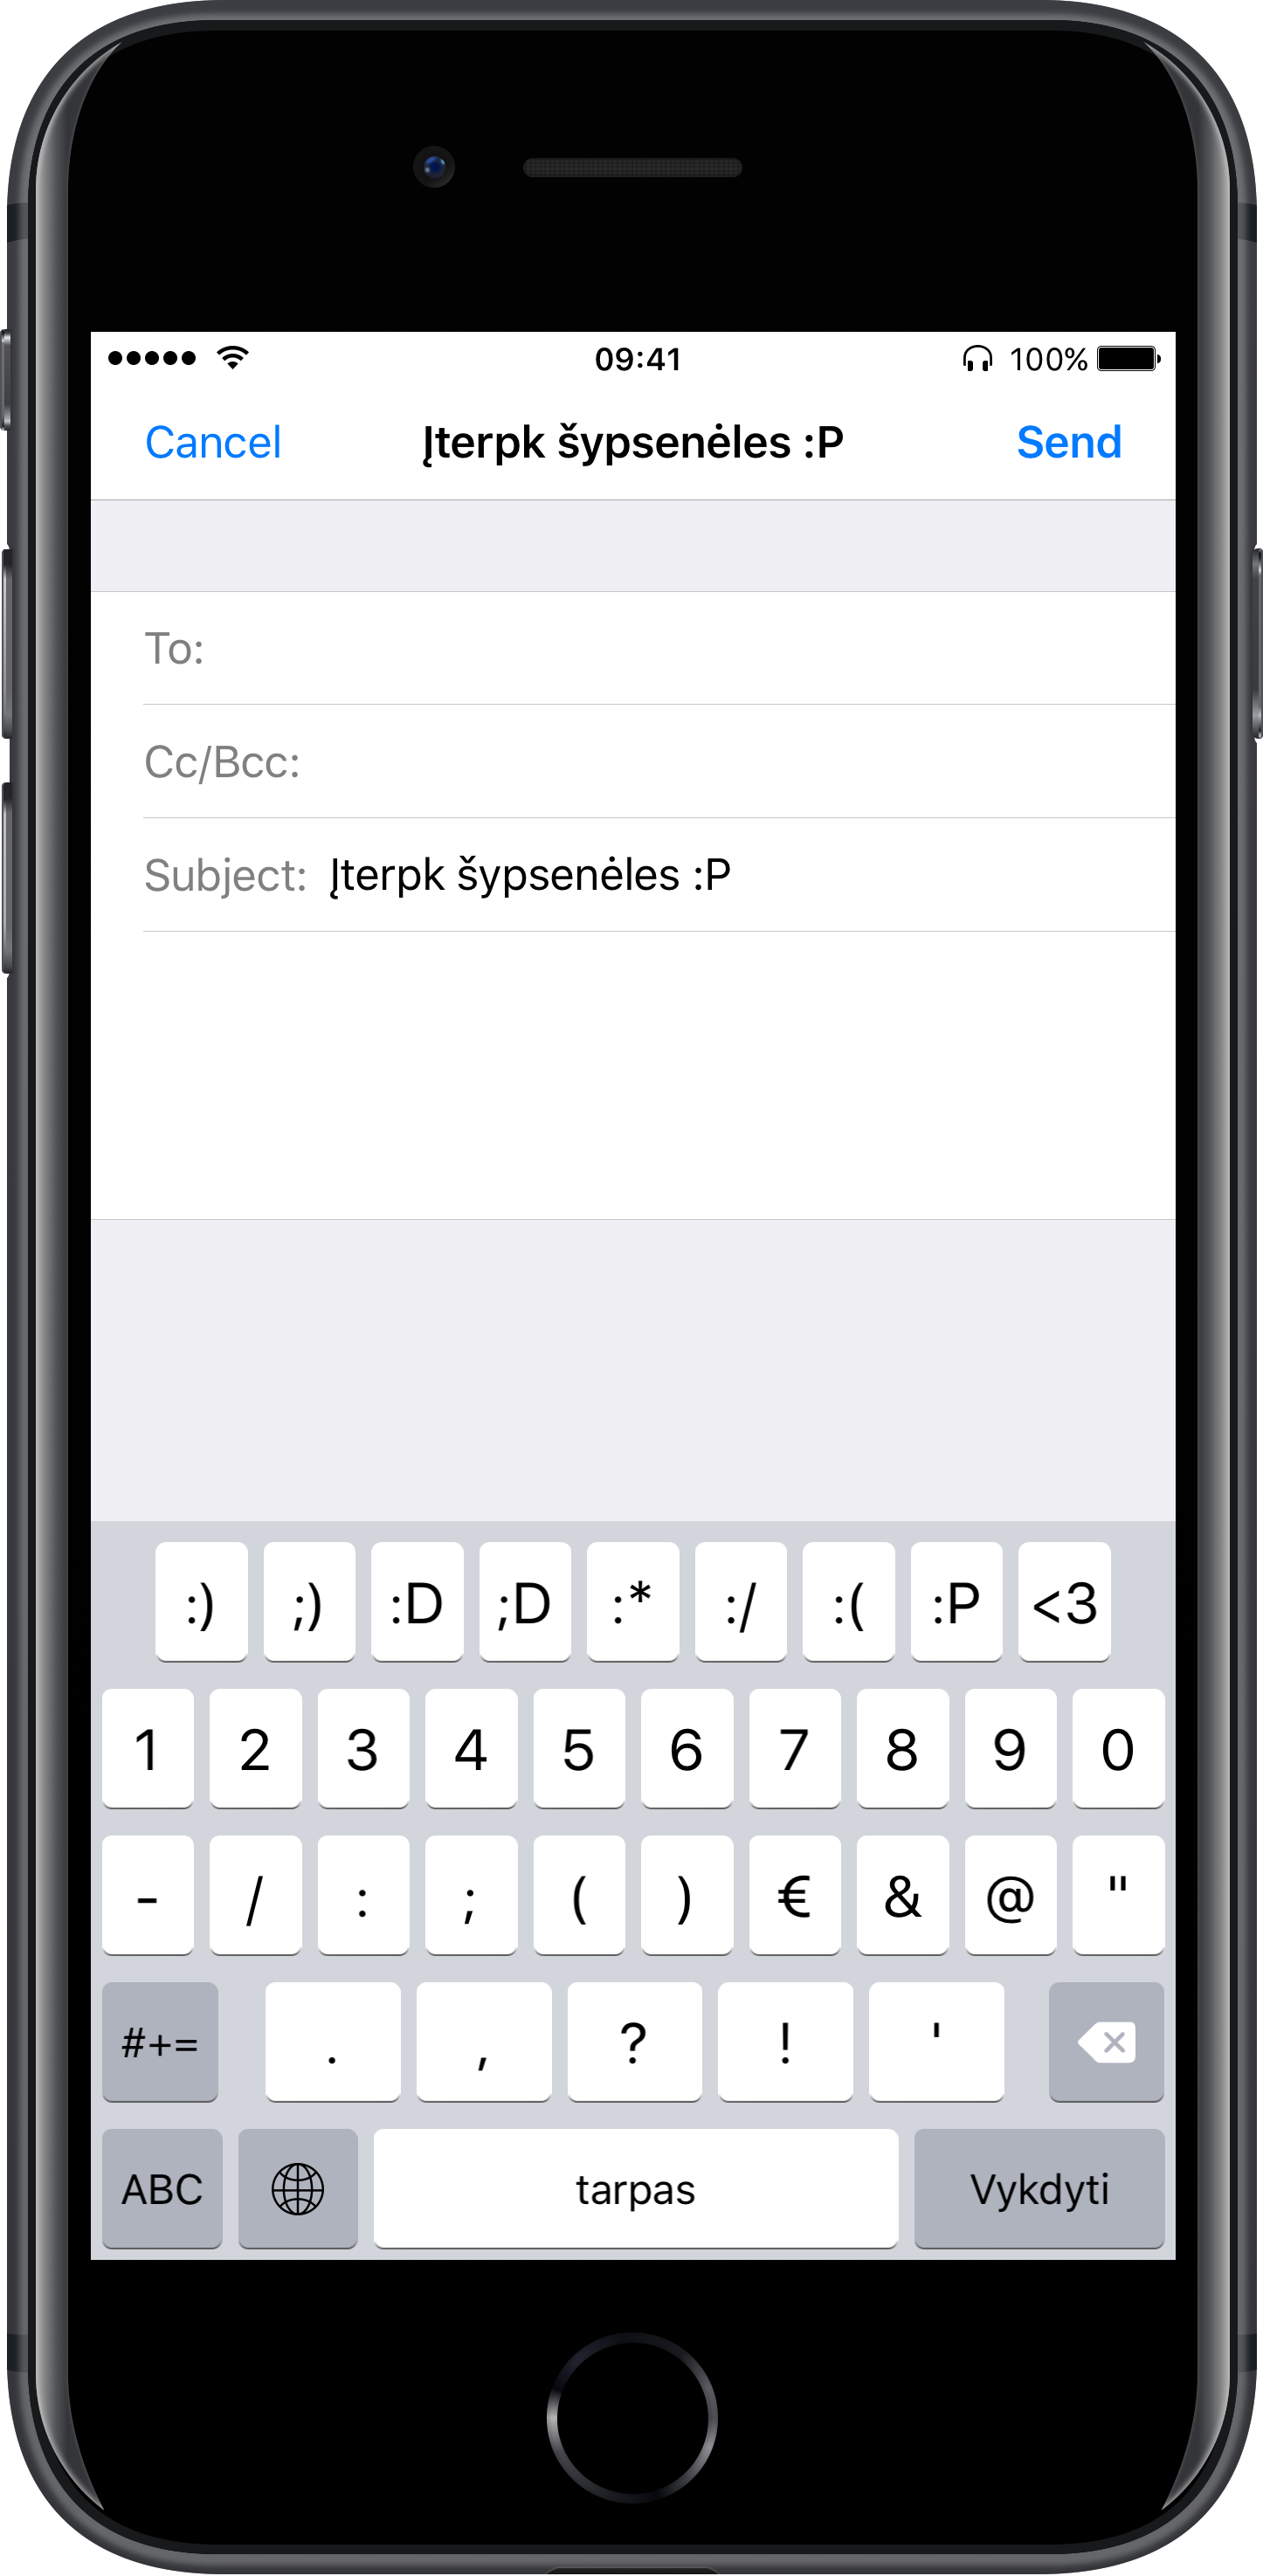 09:41 100%
Cancel Įterpk šypsenėles :P Send
To:
Cc/Bcc:
Subject: Įterpk šypsenėles :P
:) ;) :D ;D :* :/ :( :P <3
1 2 3 4 5 6 7 8 9 0
- / : ; ( ) € & @ "
#+= . , ? ! '
ABC tarpas Vykdyti